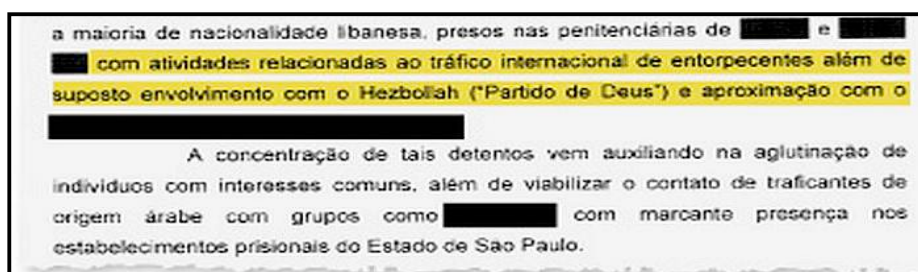 a maioria de nacionalidade libanesa, presos nas penitenciárias de e
com atividades relacionadas ao tráfico internacional de entorpecentes além de
suposto envolvimento com o Hezbollah ("Partido de Deus") e aproximação com o
A concentração de tais detentos vem auxiliando na aglutinação de
indivíduos com interesses comuns, além de viabilizar o contato de traficantes de
origem árabe com grupos como com marcante presença nos
estabelecimentos prisionais do Estado de São Paulo.